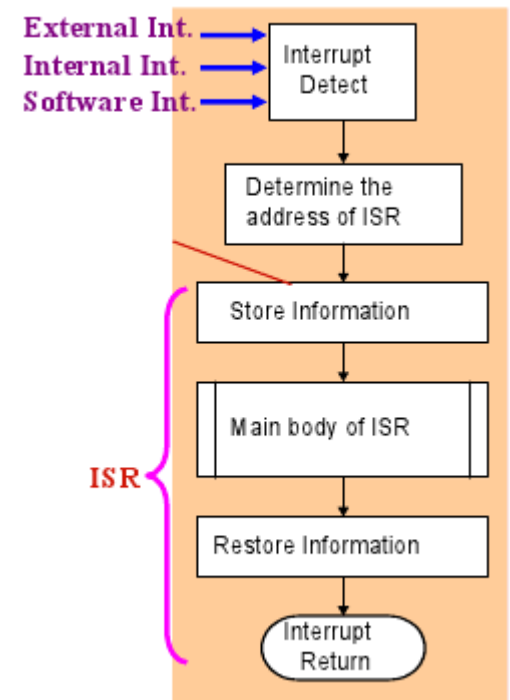 External Int.
Internal Int.
Software Int.
Interrupt
Detect
Determine the
address of ISR
Store Information
Main body of ISR
ISR
Restore Information
Interrupt
Return